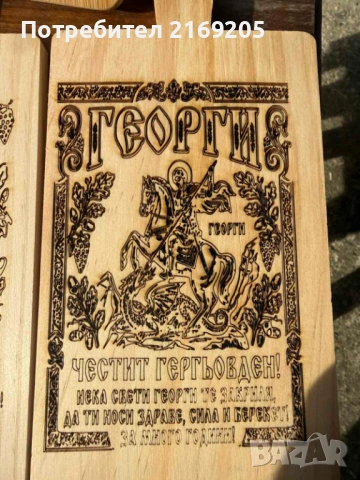 Потребител 2169205
ГЕОРГИ
ГЕОРГИ
ЧЕСТИТ ГЕРГЬОВДЕН!
НЕКА СВЕТИ ГЕОРГИ ТЕ ЗАКРИЛЯ,
ДА ТИ НОСИ ЗДРАВЕ, СИЛА И БЕРЕКЕТ
ЗА МНОГО ГОДИНИ!
BAZAR